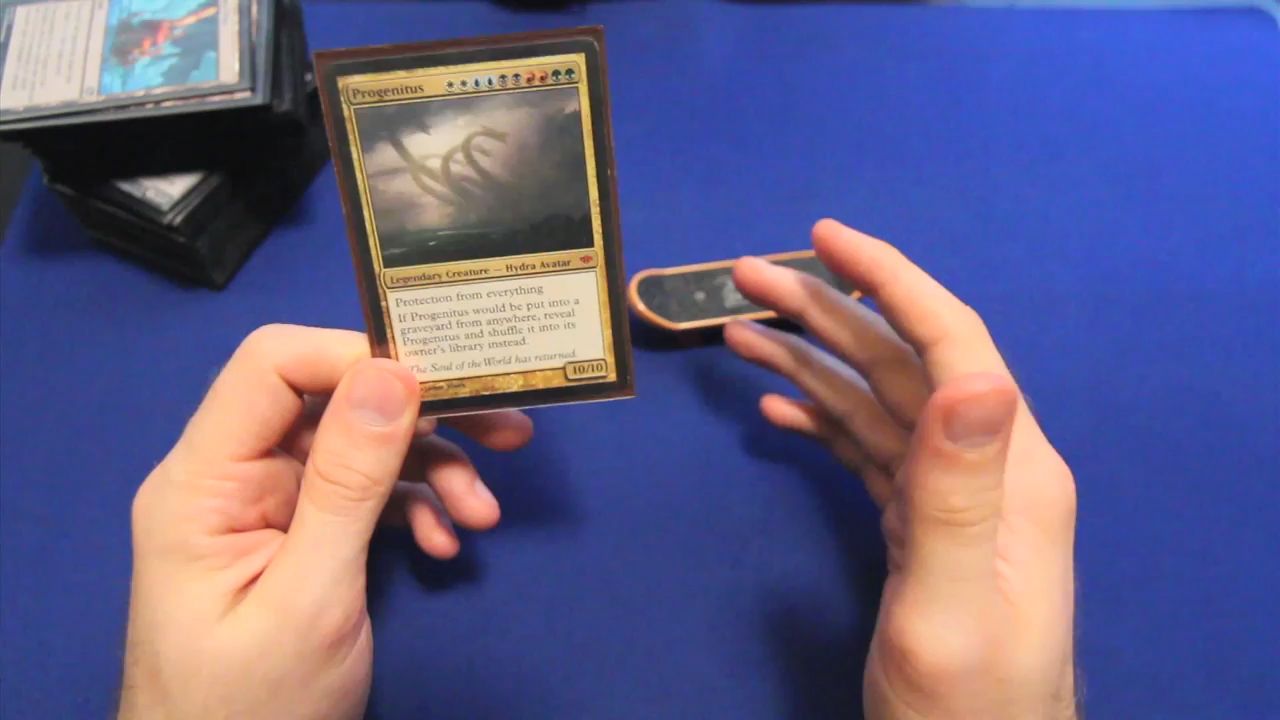 Progenitus
Legendary Creature — Hydra Avatar
Protection from everything
If Progenitus would be put into a
graveyard from anywhere, reveal
Progenitus and shuffle it into its
owner's library instead.
The Soul of the World has returned.
10/10